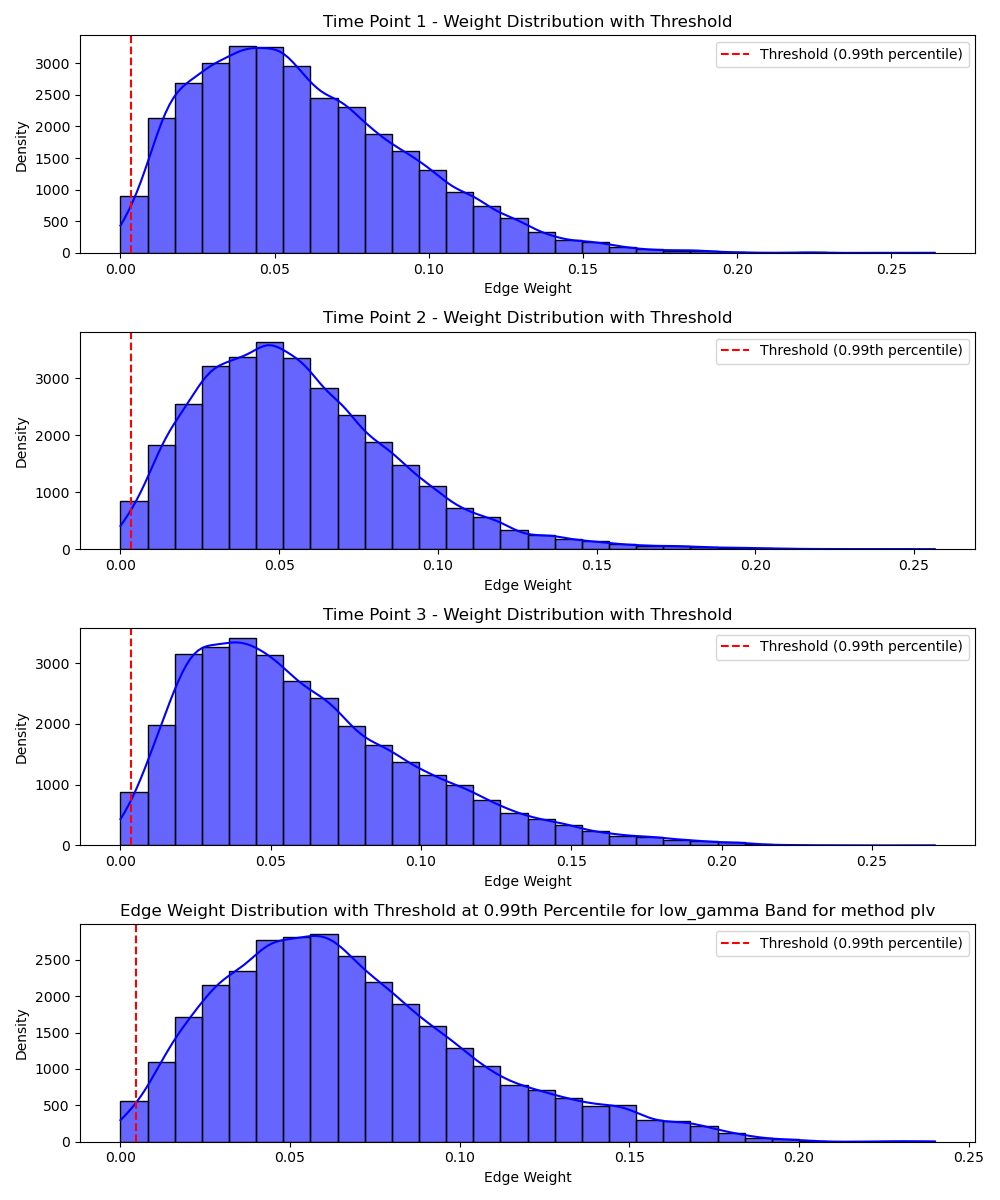 Time Point 1 - Weight Distribution with Threshold
Threshold (0.99th percentile)
Density
3000
2500
2000
1500
1000
500
0
0.00 0.05 0.10 0.15 0.20 0.25
Edge Weight
Time Point 2 - Weight Distribution with Threshold
Threshold (0.99th percentile)
Density
3000
2000
1000
0
0.00 0.05 0.10 0.15 0.20 0.25
Edge Weight
Time Point 3 - Weight Distribution with Threshold
Threshold (0.99th percentile)
Density
3000
2000
1000
0
0.00 0.05 0.10 0.15 0.20 0.25
Edge Weight
Edge Weight Distribution with Threshold at 0.99th Percentile for low_gamma Band for method plv
Threshold (0.99th percentile)
Density
2500
2000
1500
1000
500
0
0.00 0.05 0.10 0.15 0.20 0.25
Edge Weight